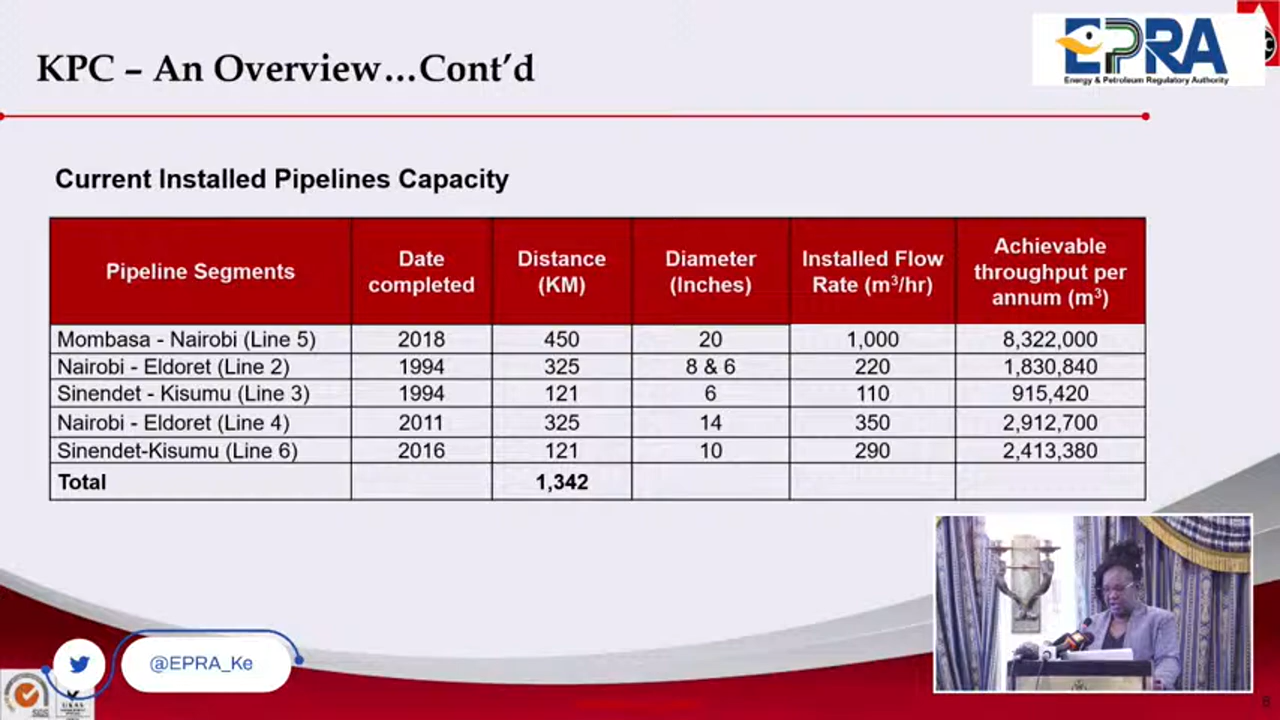 KPC – An Overview…Cont’d
EPRA
Energy & Petroleum Regulatory Authority
Current Installed Pipelines Capacity
Pipeline Segments Date completed Distance (KM) Diameter (Inches) Installed Flow Rate (m³/hr) Achievable throughput per annum (m³)
Mombasa - Nairobi (Line 5) 2018 450 20 1,000 8,322,000
Nairobi - Eldoret (Line 2) 1994 325 8 & 6 220 1,830,840
Sinendet - Kisumu (Line 3) 1994 121 6 110 915,420
Nairobi - Eldoret (Line 4) 2011 325 14 350 2,912,700
Sinendet-Kisumu (Line 6) 2016 121 10 290 2,413,380
Total 1,342
@EPRA_Ke
SGS
UKAS